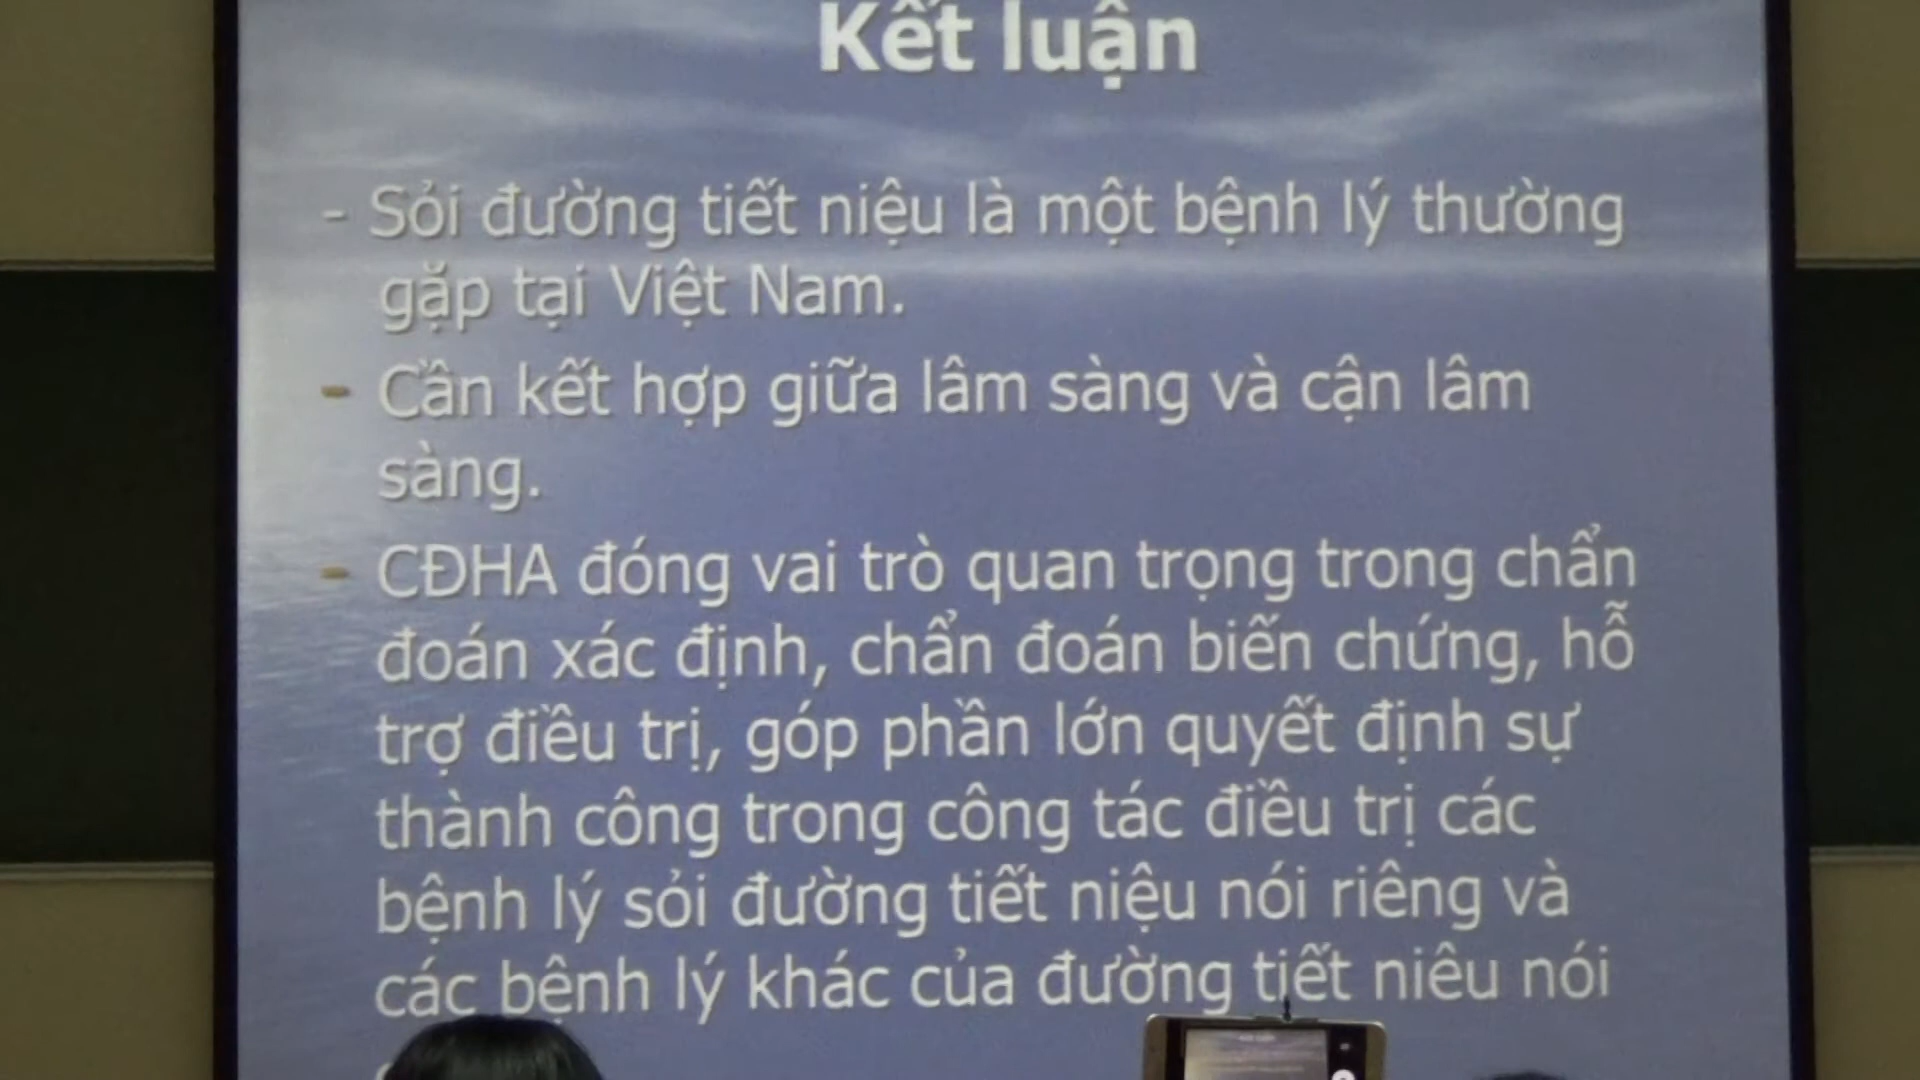 Kết luận
- Sỏi đường tiết niệu là một bệnh lý thường
gặp tại Việt Nam.
- Cần kết hợp giữa lâm sàng và cận lâm
sàng.
- CĐHA đóng vai trò quan trọng trong chẩn
đoán xác định, chẩn đoán biến chứng, hỗ
trợ điều trị, góp phần lớn quyết định sự
thành công trong công tác điều trị các
bệnh lý sỏi đường tiết niệu nói riêng và
các bệnh lý khác của đường tiết niêu nói